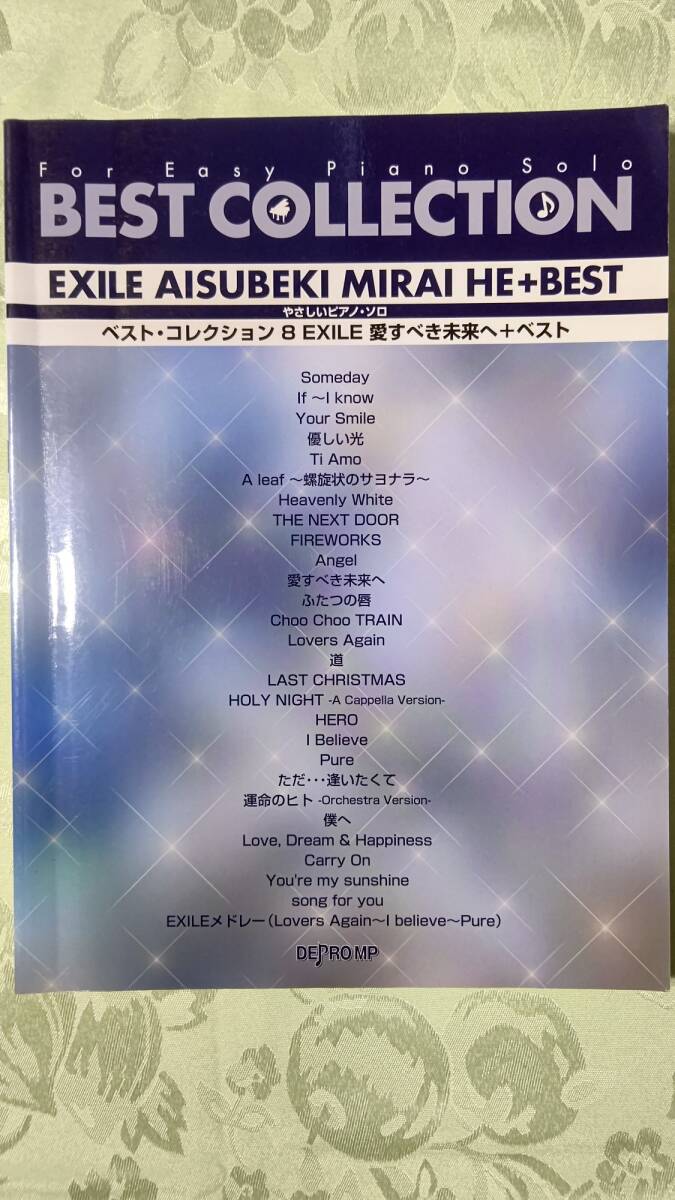 For Easy Piano Solo
BEST COLLECTION
EXILE AISUBEKI MIRAI HE+BEST
やさしいピアノ・ソロ
ベスト・コレクション 8 EXILE 愛すべき未来へ＋ベスト
Someday
If ～I know
Your Smile
優しい光
Ti Amo
A leaf ～螺旋状のサヨナラ～
Heavenly White
THE NEXT DOOR
FIREWORKS
Angel
愛すべき未来へ
ふたつの唇
Choo Choo TRAIN
Lovers Again
道
LAST CHRISTMAS
HOLY NIGHT -A Cappella Version-
HERO
I Believe
Pure
ただ・・・逢いたくて
運命のヒト -Orchestra Version-
僕へ
Love, Dream & Happiness
Carry On
You're my sunshine
song for you
EXILEメドレー（Lovers Again～I believe～Pure）
DEPRO MP